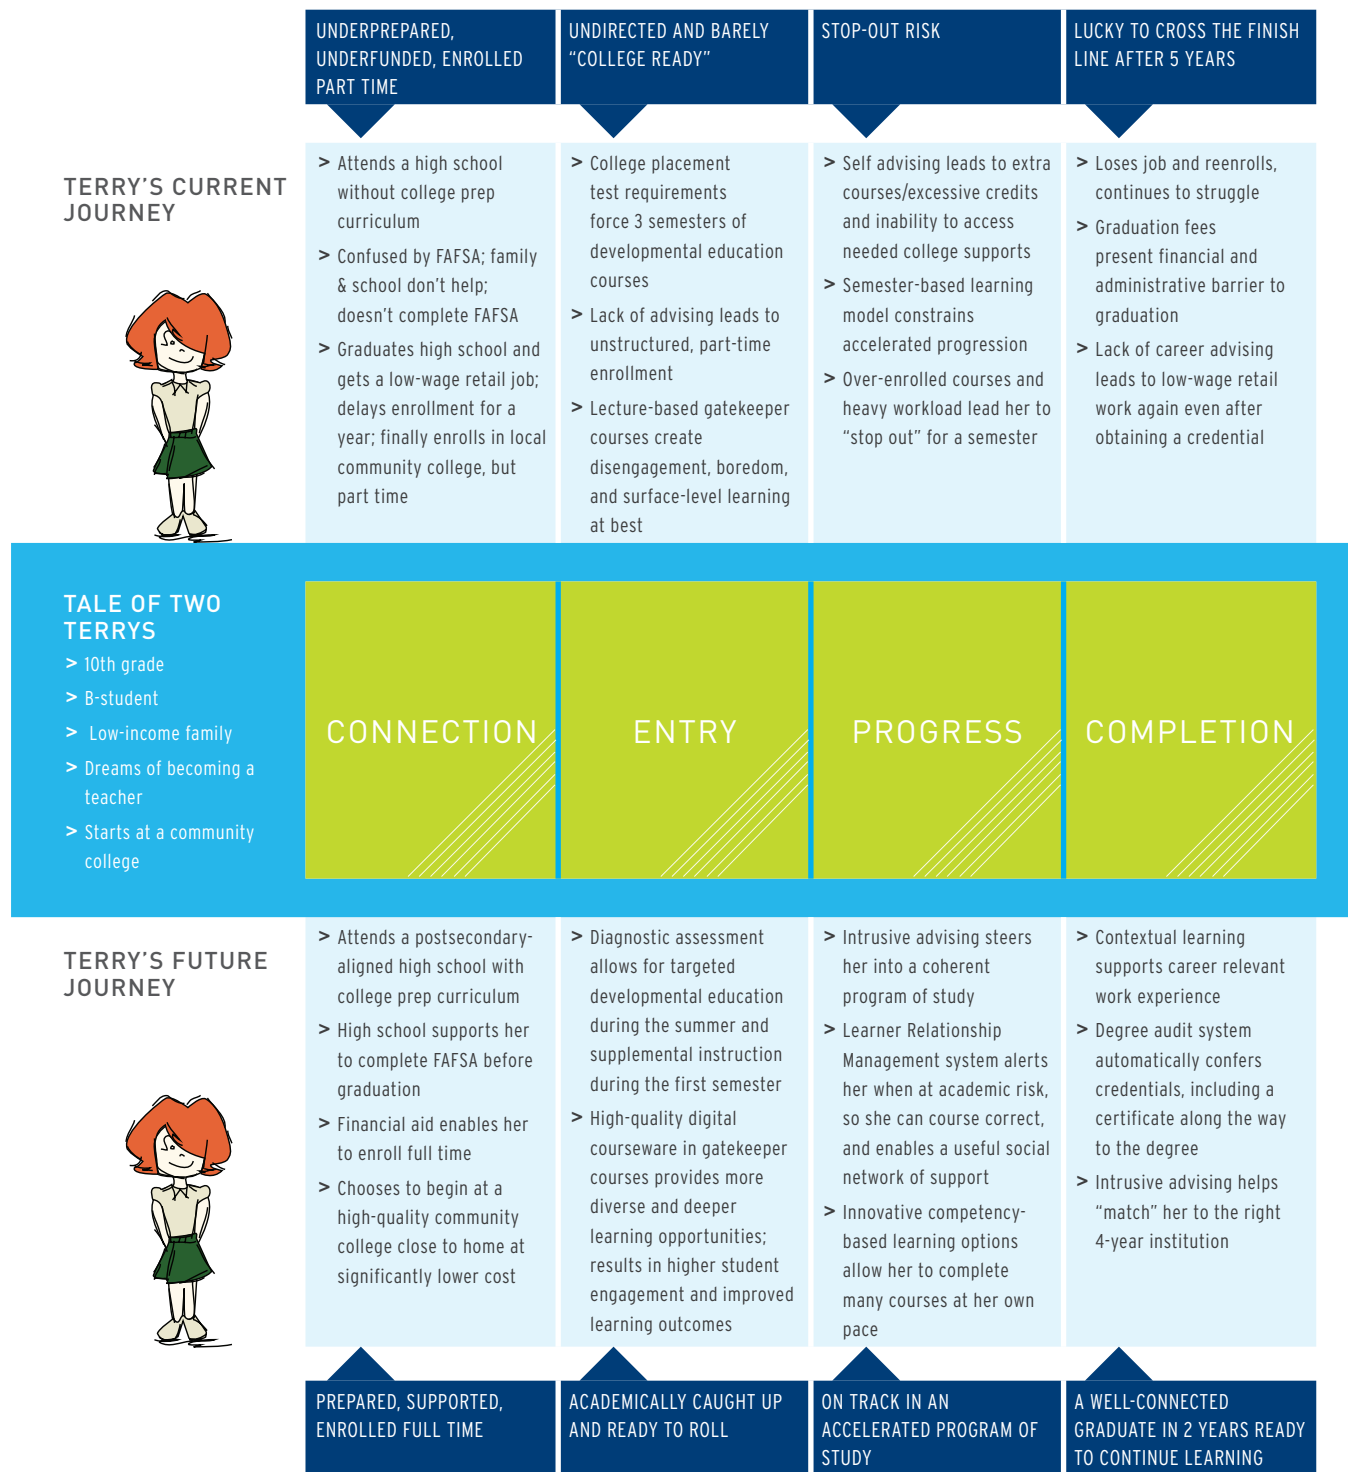 UNDERPREPARED,
UNDERFUNDED, ENROLLED
PART TIME
UNDIRECTED AND BARELY
“COLLEGE READY”
STOP-OUT RISK
LUCKY TO CROSS THE FINISH
LINE AFTER 5 YEARS
TERRY’S CURRENT
JOURNEY
> Attends a high school
without college prep
curriculum
> Confused by FAFSA; family
& school don’t help;
doesn’t complete FAFSA
> Graduates high school and
gets a low-wage retail job;
delays enrollment for a
year; finally enrolls in local
community college, but
part time
> College placement
test requirements
force 3 semesters of
developmental education
courses
> Lack of advising leads to
unstructured, part-time
enrollment
> Lecture-based gatekeeper
courses create
disengagement, boredom,
and surface-level learning
at best
> Self advising leads to extra
courses/excessive credits
and inability to access
needed college supports
> Semester-based learning
model constrains
accelerated progression
> Over-enrolled courses and
heavy workload lead her to
“stop out” for a semester
> Loses job and reenrolls,
continues to struggle
> Graduation fees
present financial and
administrative barrier to
graduation
> Lack of career advising
leads to low-wage retail
work again even after
obtaining a credential
TALE OF TWO
TERRYS
> 10th grade
> B-student
> Low-income family
> Dreams of becoming a
teacher
> Starts at a community
college
CONNECTION
ENTRY
PROGRESS
COMPLETION
TERRY’S FUTURE
JOURNEY
> Attends a postsecondary-
aligned high school with
college prep curriculum
> High school supports her
to complete FAFSA before
graduation
> Financial aid enables her
to enroll full time
> Chooses to begin at a
high-quality community
college close to home at
significantly lower cost
> Diagnostic assessment
allows for targeted
developmental education
during the summer and
supplemental instruction
during the first semester
> High-quality digital
courseware in gatekeeper
courses provides more
diverse and deeper
learning opportunities;
results in higher student
engagement and improved
learning outcomes
> Intrusive advising steers
her into a coherent
program of study
> Learner Relationship
Management system alerts
her when at academic risk,
so she can course correct,
and enables a useful social
network of support
> Innovative competency-
based learning options
allow her to complete
many courses at her own
pace
> Contextual learning
supports career relevant
work experience
> Degree audit system
automatically confers
credentials, including a
certificate along the way
to the degree
> Intrusive advising helps
“match” her to the right
4-year institution
PREPARED, SUPPORTED,
ENROLLED FULL TIME
ACADEMICALLY CAUGHT UP
AND READY TO ROLL
ON TRACK IN AN
ACCELERATED PROGRAM OF
STUDY
A WELL-CONNECTED
GRADUATE IN 2 YEARS READY
TO CONTINUE LEARNING